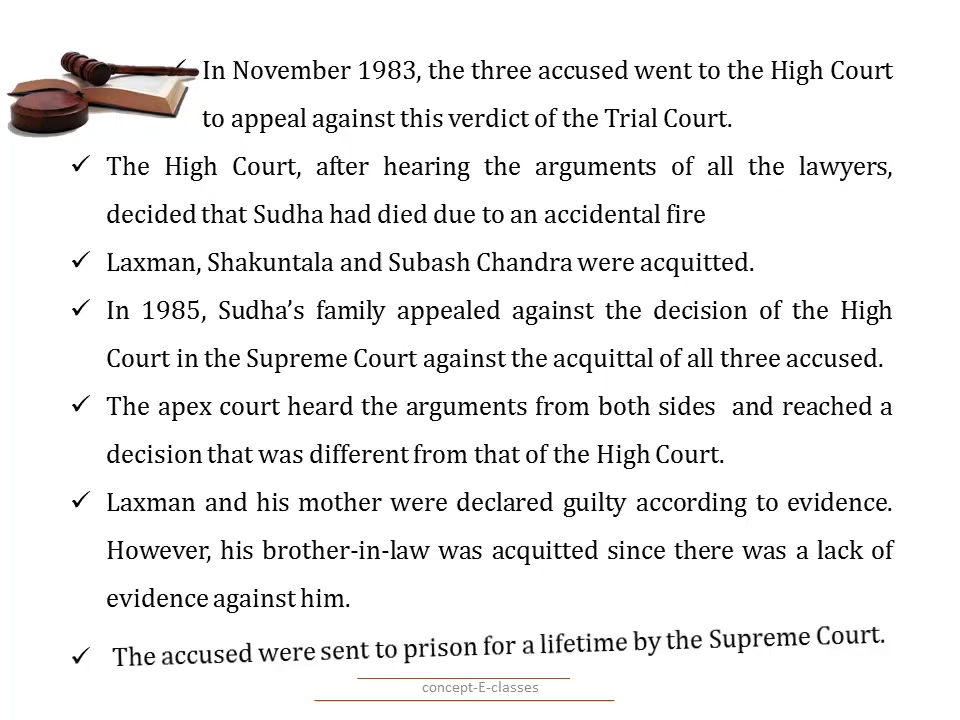 ✓ In November 1983, the three accused went to the High Court
to appeal against this verdict of the Trial Court.
✓ The High Court, after hearing the arguments of all the lawyers,
decided that Sudha had died due to an accidental fire
✓ Laxman, Shakuntala and Subash Chandra were acquitted.
✓ In 1985, Sudha’s family appealed against the decision of the High
Court in the Supreme Court against the acquittal of all three accused.
✓ The apex court heard the arguments from both sides and reached a
decision that was different from that of the High Court.
✓ Laxman and his mother were declared guilty according to evidence.
However, his brother-in-law was acquitted since there was a lack of
evidence against him.
✓ The accused were sent to prison for a lifetime by the Supreme Court.
concept-E-classes